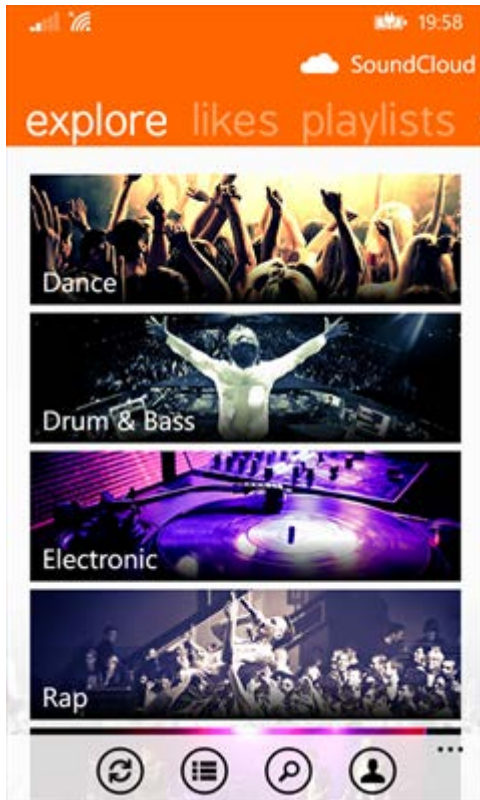 19:58
SoundCloud
explore likes playlists
Dance
Drum & Bass
Electronic
Rap